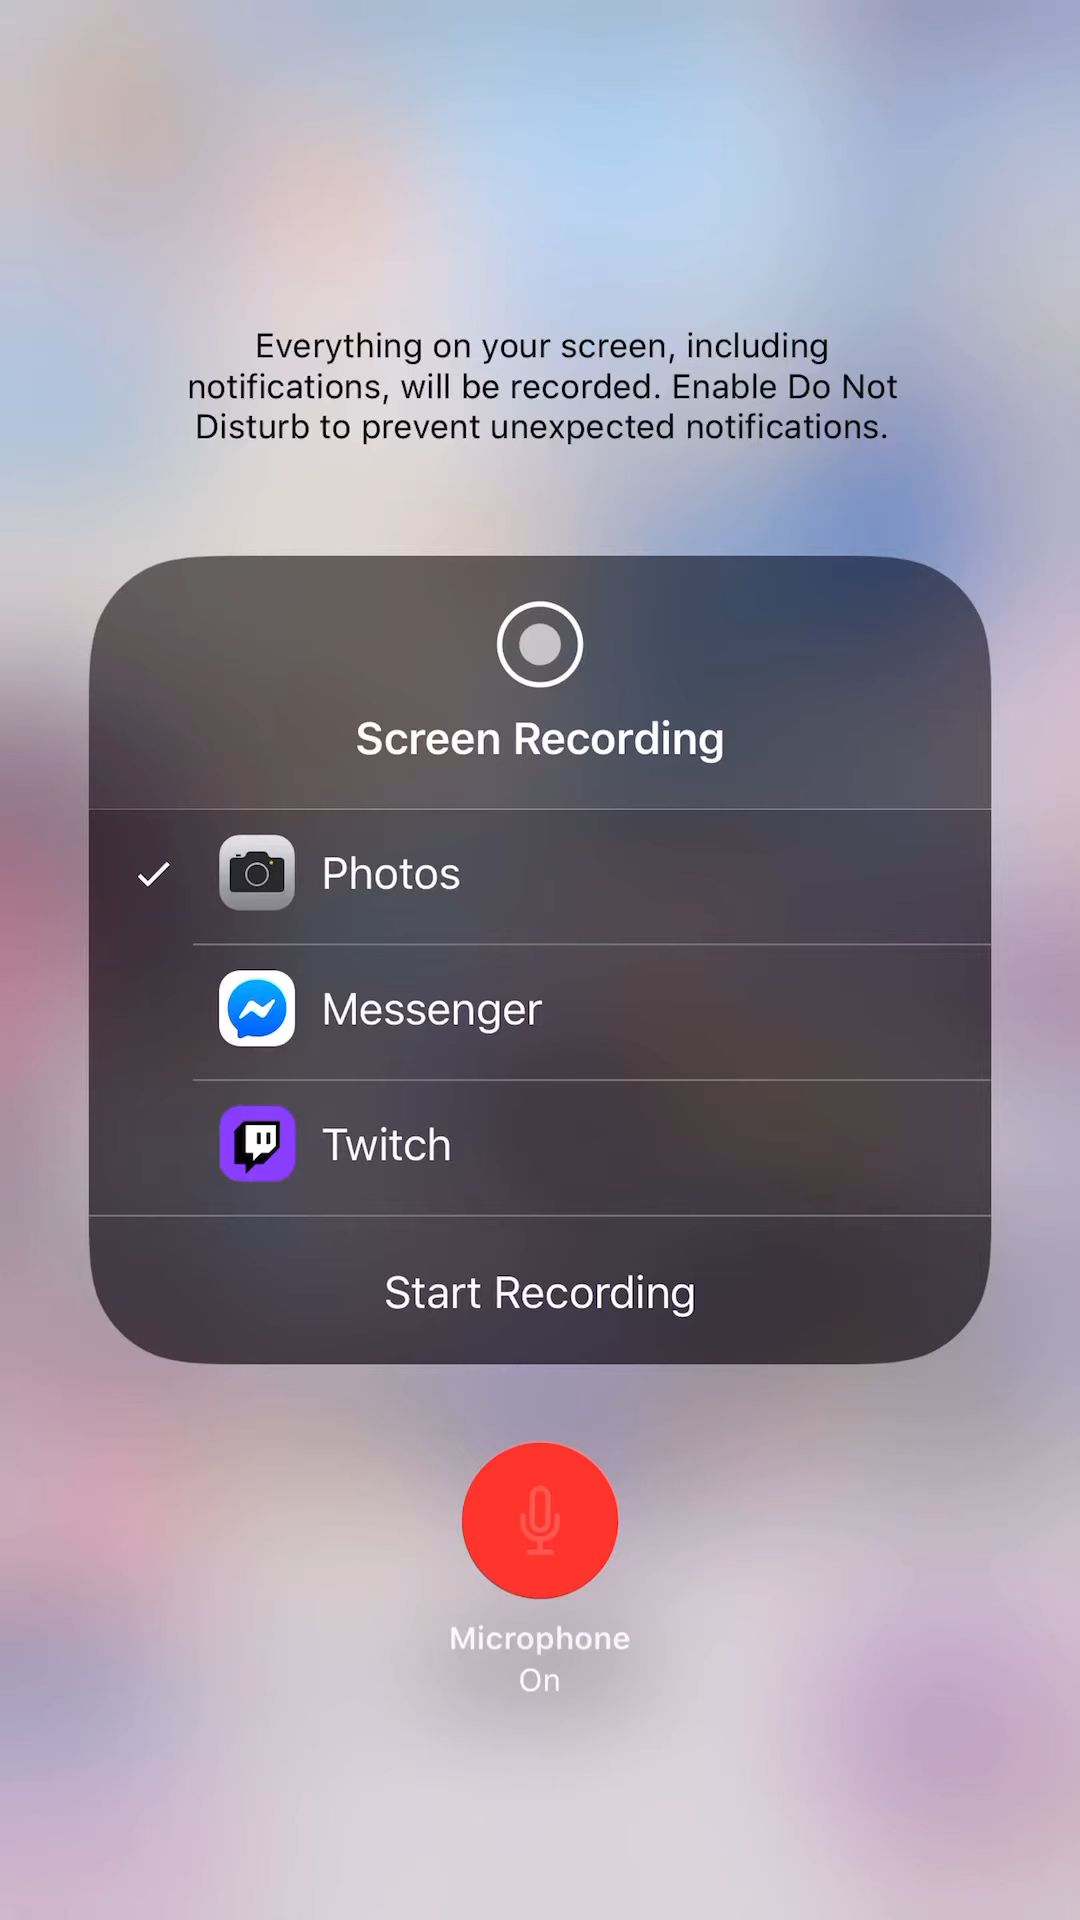 Everything on your screen, including
notifications, will be recorded. Enable Do Not
Disturb to prevent unexpected notifications.
Screen Recording
Photos
Messenger
Twitch
Start Recording
Microphone
On